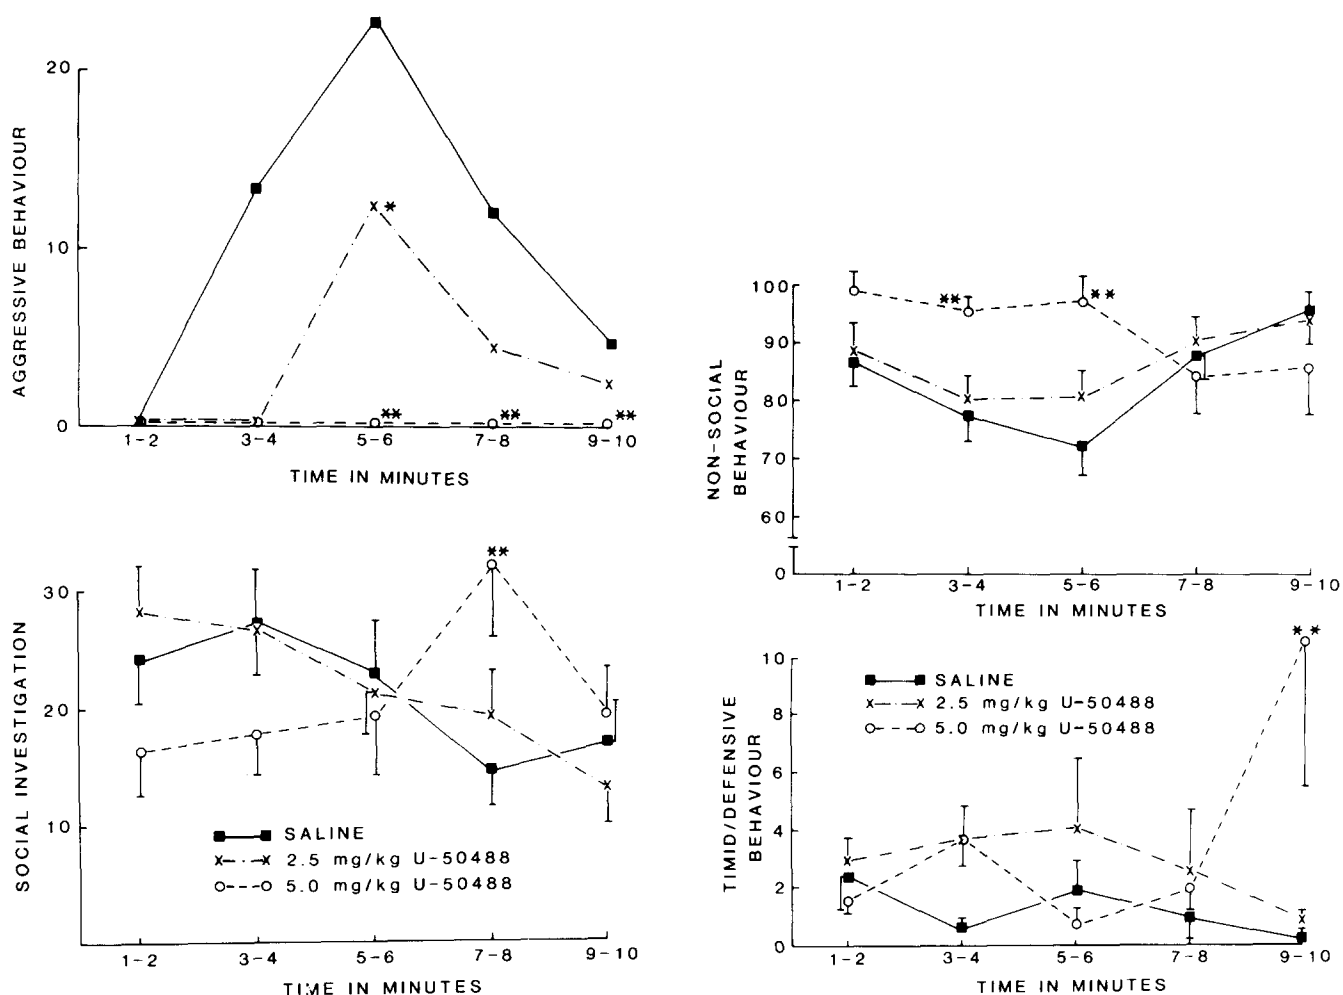 AGGRESSIVE BEHAVIOUR
20
10
0
*
**
**
**
1-2 3-4 5-6 7-8 9-10
TIME IN MINUTES
NON-SOCIAL
BEHAVIOUR
100
90
80
70
60
0
**
**
1-2 3-4 5-6 7-8 9-10
TIME IN MINUTES
SOCIAL INVESTIGATION
30
20
10
**
SALINE
2.5 mg/kg U-50488
5.0 mg/kg U-50488
1-2 3-4 5-6 7-8 9-10
TIME IN MINUTES
TIMID/DEFENSIVE
BEHAVIOUR
10
8
6
4
2
0
**
SALINE
2.5 mg/kg U-50488
5.0 mg/kg U-50488
1-2 3-4 5-6 7-8 9-10
TIME IN MINUTES